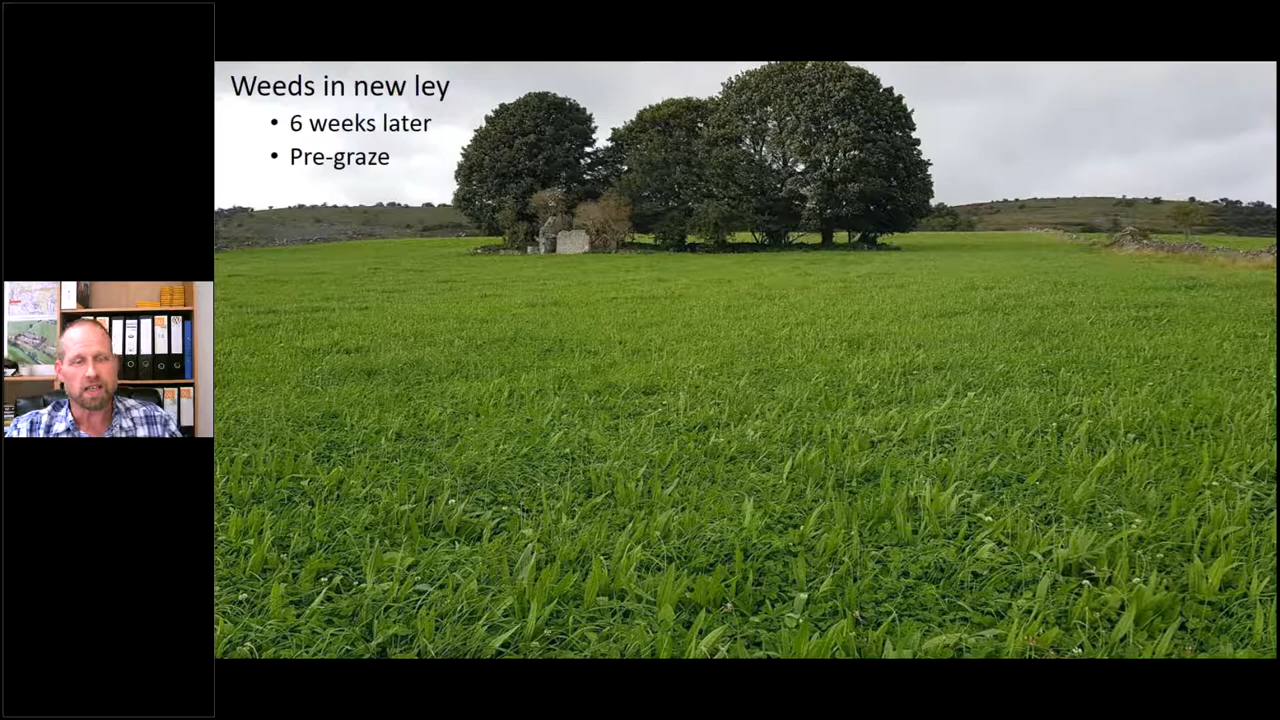 Weeds in new ley
• 6 weeks later
• Pre-graze